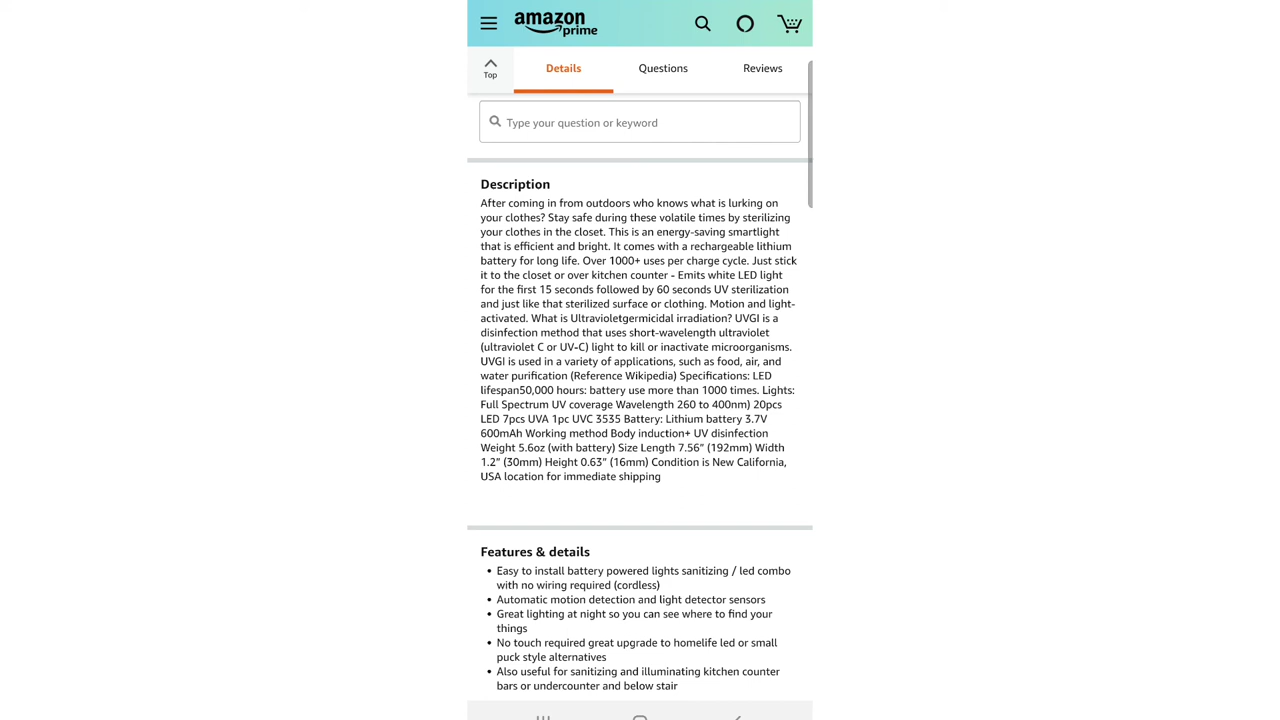 amazon
prime
Top
Details
Questions
Reviews
Type your question or keyword
Description
After coming in from outdoors who knows what is lurking on
your clothes? Stay safe during these volatile times by sterilizing
your clothes in the closet. This is an energy-saving smartlight
that is efficient and bright. It comes with a rechargeable lithium
battery for long life. Over 1000+ uses per charge cycle. Just stick
it to the closet or over kitchen counter - Emits white LED light
for the first 15 seconds followed by 60 seconds UV sterilization
and just like that sterilized surface or clothing. Motion and light-
activated. What is Ultravioletgermicidal irradiation? UVGI is a
disinfection method that uses short-wavelength ultraviolet
(ultraviolet C or UV-C) light to kill or inactivate microorganisms.
UVGI is used in a variety of applications, such as food, air, and
water purification (Reference Wikipedia) Specifications: LED
lifespan50,000 hours: battery use more than 1000 times. Lights:
Full Spectrum UV coverage Wavelength 260 to 400nm) 20pcs
LED 7pcs UVA 1pc UVC 3535 Battery: Lithium battery 3.7V
600mAh Working method Body induction+ UV disinfection
Weight 5.6oz (with battery) Size Length 7.56" (192mm) Width
1.2" (30mm) Height 0.63" (16mm) Condition is New California,
USA location for immediate shipping
Features & details
• Easy to install battery powered lights sanitizing / led combo
with no wiring required (cordless)
• Automatic motion detection and light detector sensors
• Great lighting at night so you can see where to find your
things
• No touch required great upgrade to homelife led or small
puck style alternatives
• Also useful for sanitizing and illuminating kitchen counter
bars or undercounter and below stair